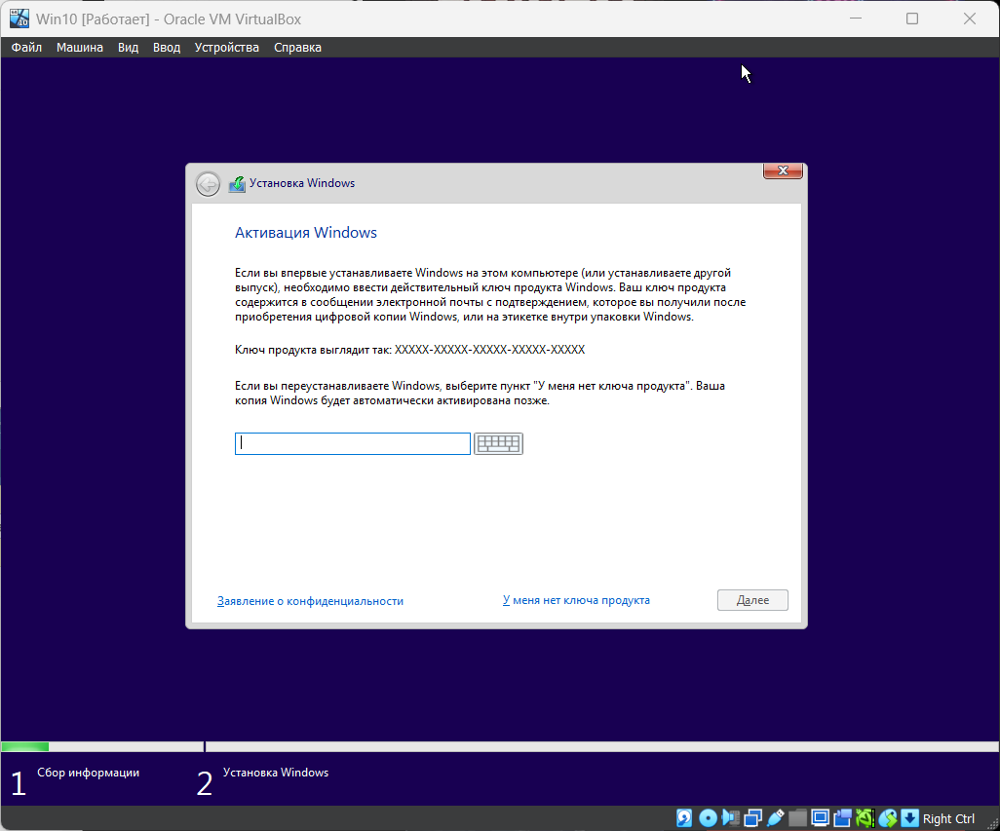 Win10 [Работает] - Oracle VM VirtualBox
Файл Машина Вид Ввод Устройства Справка
Установка Windows
Активация Windows
Если вы впервые устанавливаете Windows на этом компьютере (или устанавливаете другой
выпуск), необходимо ввести действительный ключ продукта Windows. Ваш ключ продукта
содержится в сообщении электронной почты с подтверждением, которое вы получили после
приобретения цифровой копии Windows, или на этикетке внутри упаковки Windows.
Ключ продукта выглядит так: XXXXX-XXXXX-XXXXX-XXXXX-XXXXX
Если вы переустанавливаете Windows, выберите пункт "У меня нет ключа продукта". Ваша
копия Windows будет автоматически активирована позже.
Заявление о конфиденциальности У меня нет ключа продукта Далее
1 Сбор информации 2 Установка Windows
Right Ctrl